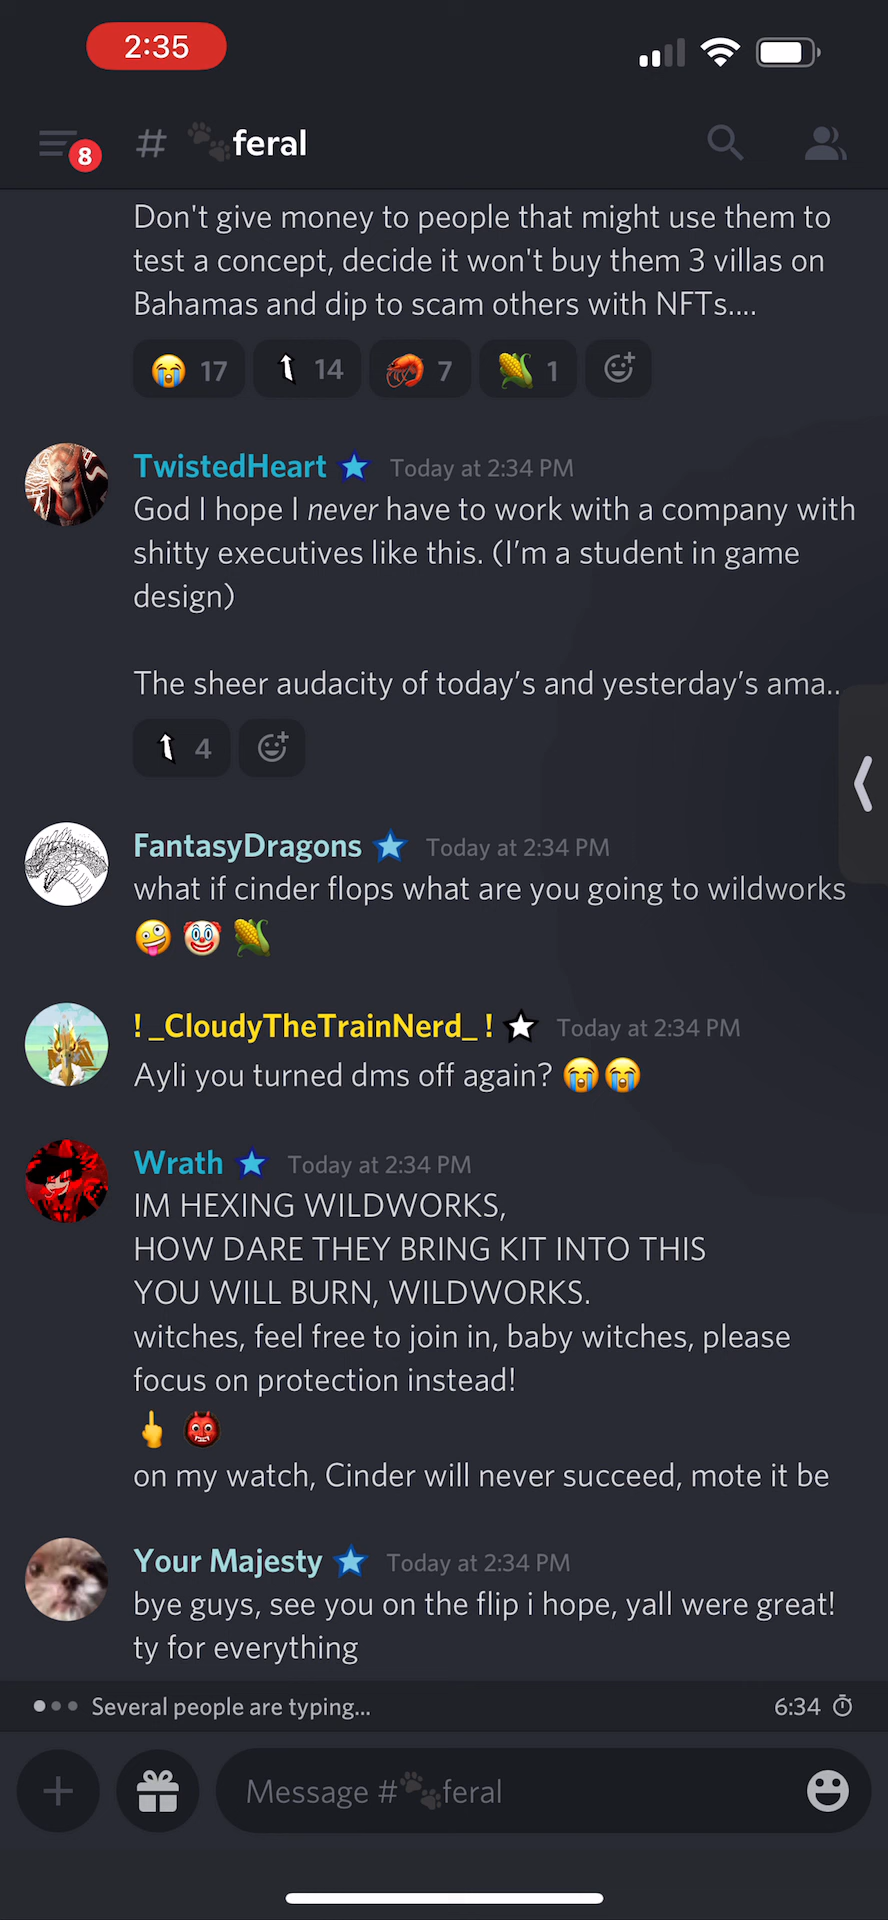 2:35
8
# feral
Don't give money to people that might use them to
test a concept, decide it won't buy them 3 villas on
Bahamas and dip to scam others with NFTs....
17 14 7 1
TwistedHeart Today at 2:34 PM
God I hope I never have to work with a company with
shitty executives like this. (I’m a student in game
design)
The sheer audacity of today’s and yesterday’s ama..
4
FantasyDragons Today at 2:34 PM
what if cinder flops what are you going to wildworks
🤪 🤡 🌽
!_CloudyTheTrainNerd_! Today at 2:34 PM
Ayli you turned dms off again? 😭😭
Wrath Today at 2:34 PM
IM HEXING WILDWORKS,
HOW DARE THEY BRING KIT INTO THIS
YOU WILL BURN, WILDWORKS.
witches, feel free to join in, baby witches, please
focus on protection instead!
🖕 👹
on my watch, Cinder will never succeed, mote it be
Your Majesty Today at 2:34 PM
bye guys, see you on the flip i hope, yall were great!
ty for everything
Several people are typing... 6:34
Message #🐾feral